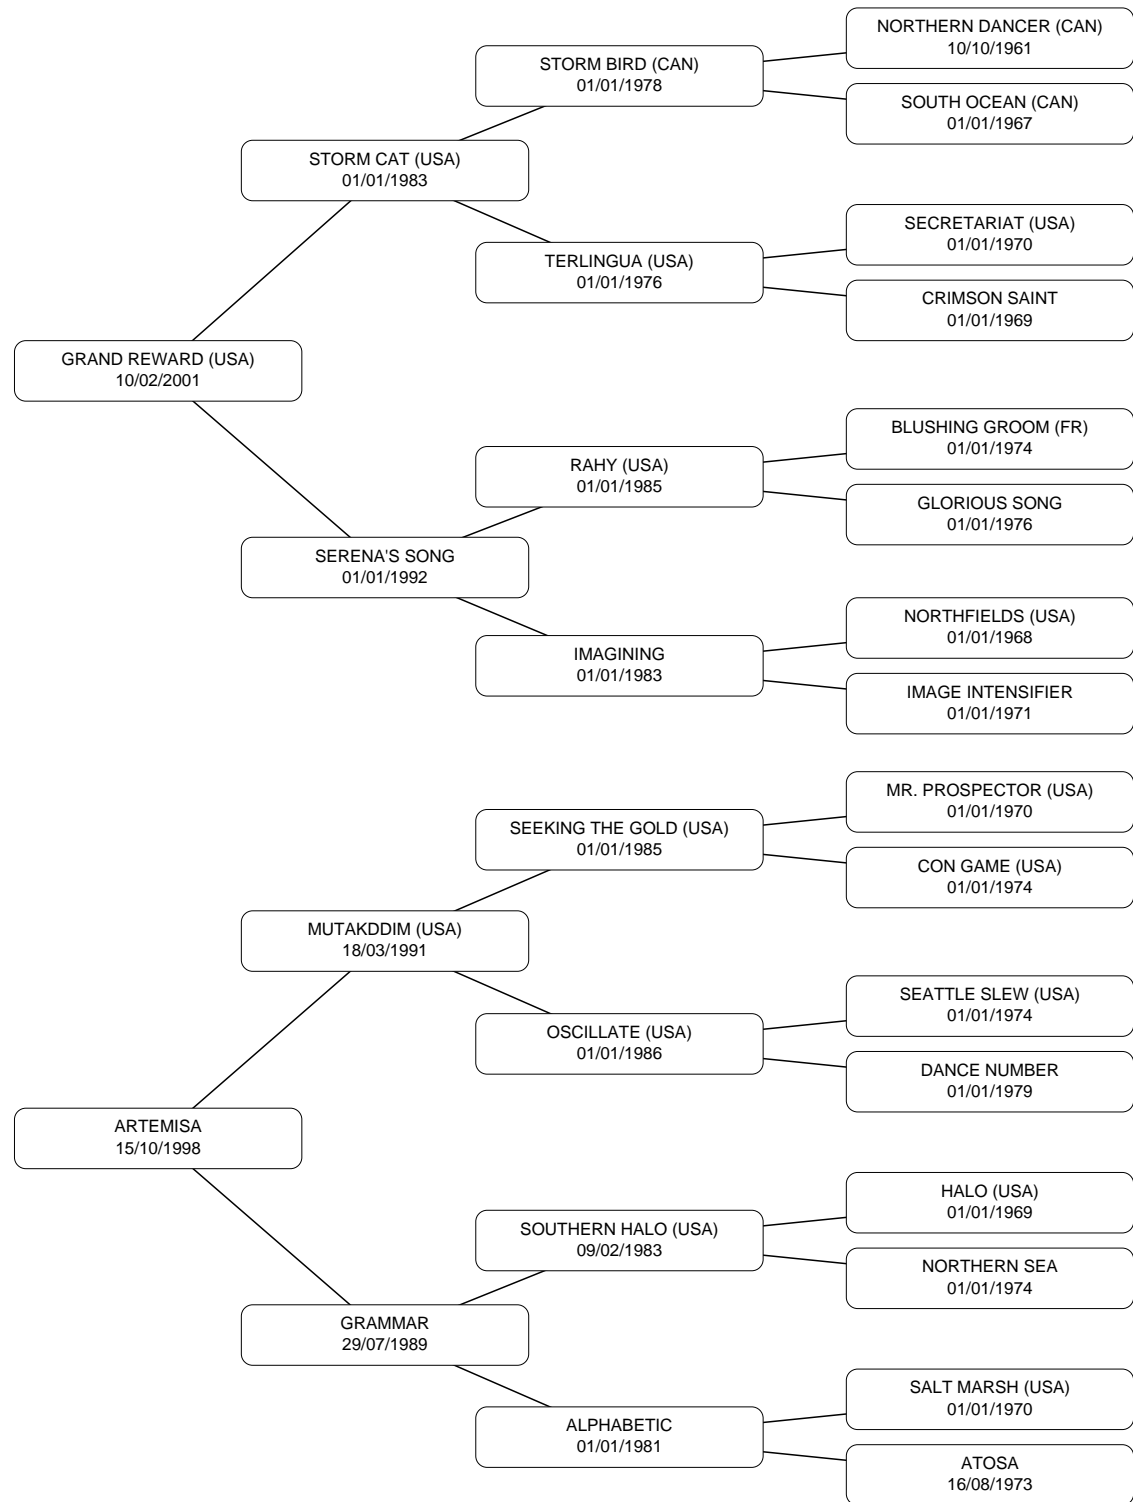 NORTHERN DANCER (CAN)
10/10/1961
STORM BIRD (CAN)
01/01/1978
SOUTH OCEAN (CAN)
01/01/1967
STORM CAT (USA)
01/01/1983
SECRETARIAT (USA)
01/01/1970
TERLINGUA (USA)
01/01/1976
CRIMSON SAINT
01/01/1969
GRAND REWARD (USA)
10/02/2001
BLUSHING GROOM (FR)
01/01/1974
RAHY (USA)
01/01/1985
GLORIOUS SONG
01/01/1976
SERENA'S SONG
01/01/1992
NORTHFIELDS (USA)
01/01/1968
IMAGINING
01/01/1983
IMAGE INTENSIFIER
01/01/1971
MR. PROSPECTOR (USA)
01/01/1970
SEEKING THE GOLD (USA)
01/01/1985
CON GAME (USA)
01/01/1974
MUTAKDDIM (USA)
18/03/1991
SEATTLE SLEW (USA)
01/01/1974
OSCILLATE (USA)
01/01/1986
DANCE NUMBER
01/01/1979
ARTEMISA
15/10/1998
HALO (USA)
01/01/1969
SOUTHERN HALO (USA)
09/02/1983
NORTHERN SEA
01/01/1974
GRAMMAR
29/07/1989
SALT MARSH (USA)
01/01/1970
ALPHABETIC
01/01/1981
ATOSA
16/08/1973